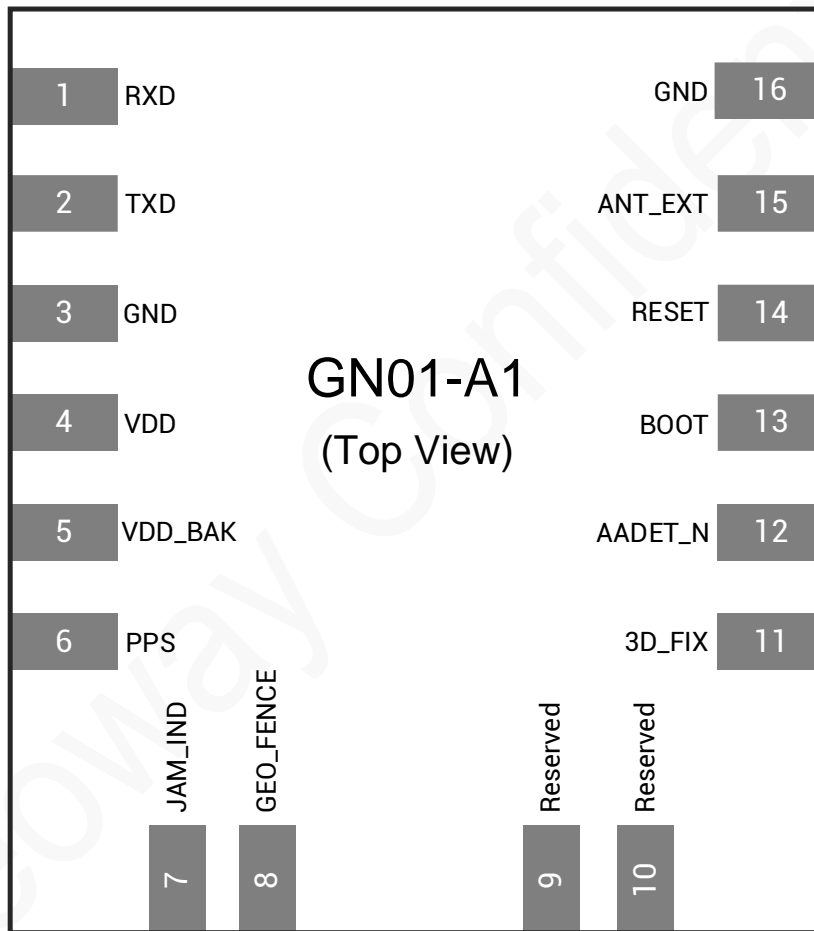 1 RXD
2 TXD
3 GND
4 VDD
5 VDD_BAK
6 PPS
GND 16
ANT_EXT 15
RESET 14
BOOT 13
AADET_N 12
3D_FIX 11
GN01-A1
(Top View)
JAM_IND
GEO_FENCE
Reserved
Reserved
7
8
9
10